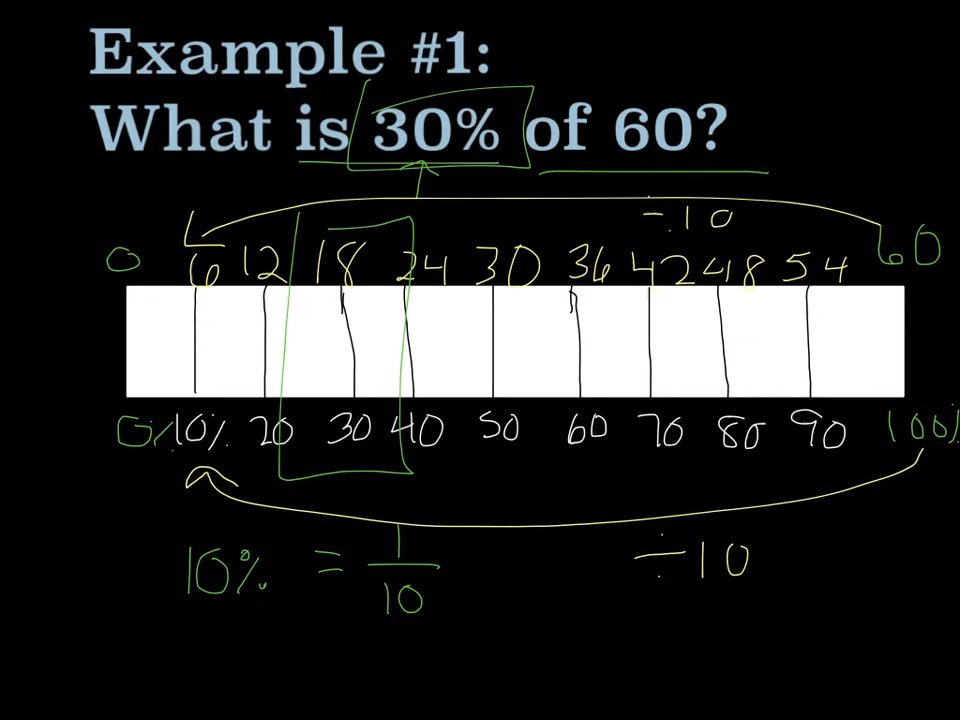 Example #1:
What is 30% of 60?
÷10
0 6 12 18 24 30 36 42 48 54 60
0% 10% 20 30 40 50 60 70 80 90 100%
10% = 1/10
÷10